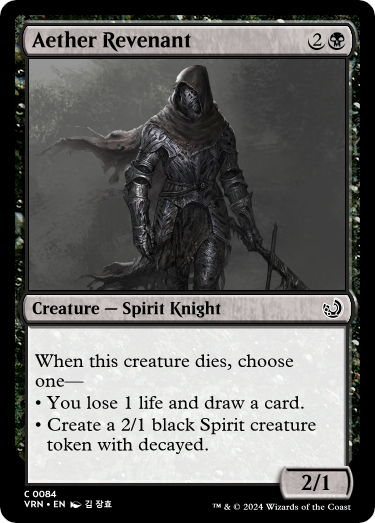 Aether Revenant 2
Creature — Spirit Knight
When this creature dies, choose
one—
• You lose 1 life and draw a card.
• Create a 2/1 black Spirit creature
token with decayed.
2/1
C 0084
VRN • EN 김 장효
™ & © 2024 Wizards of the Coast